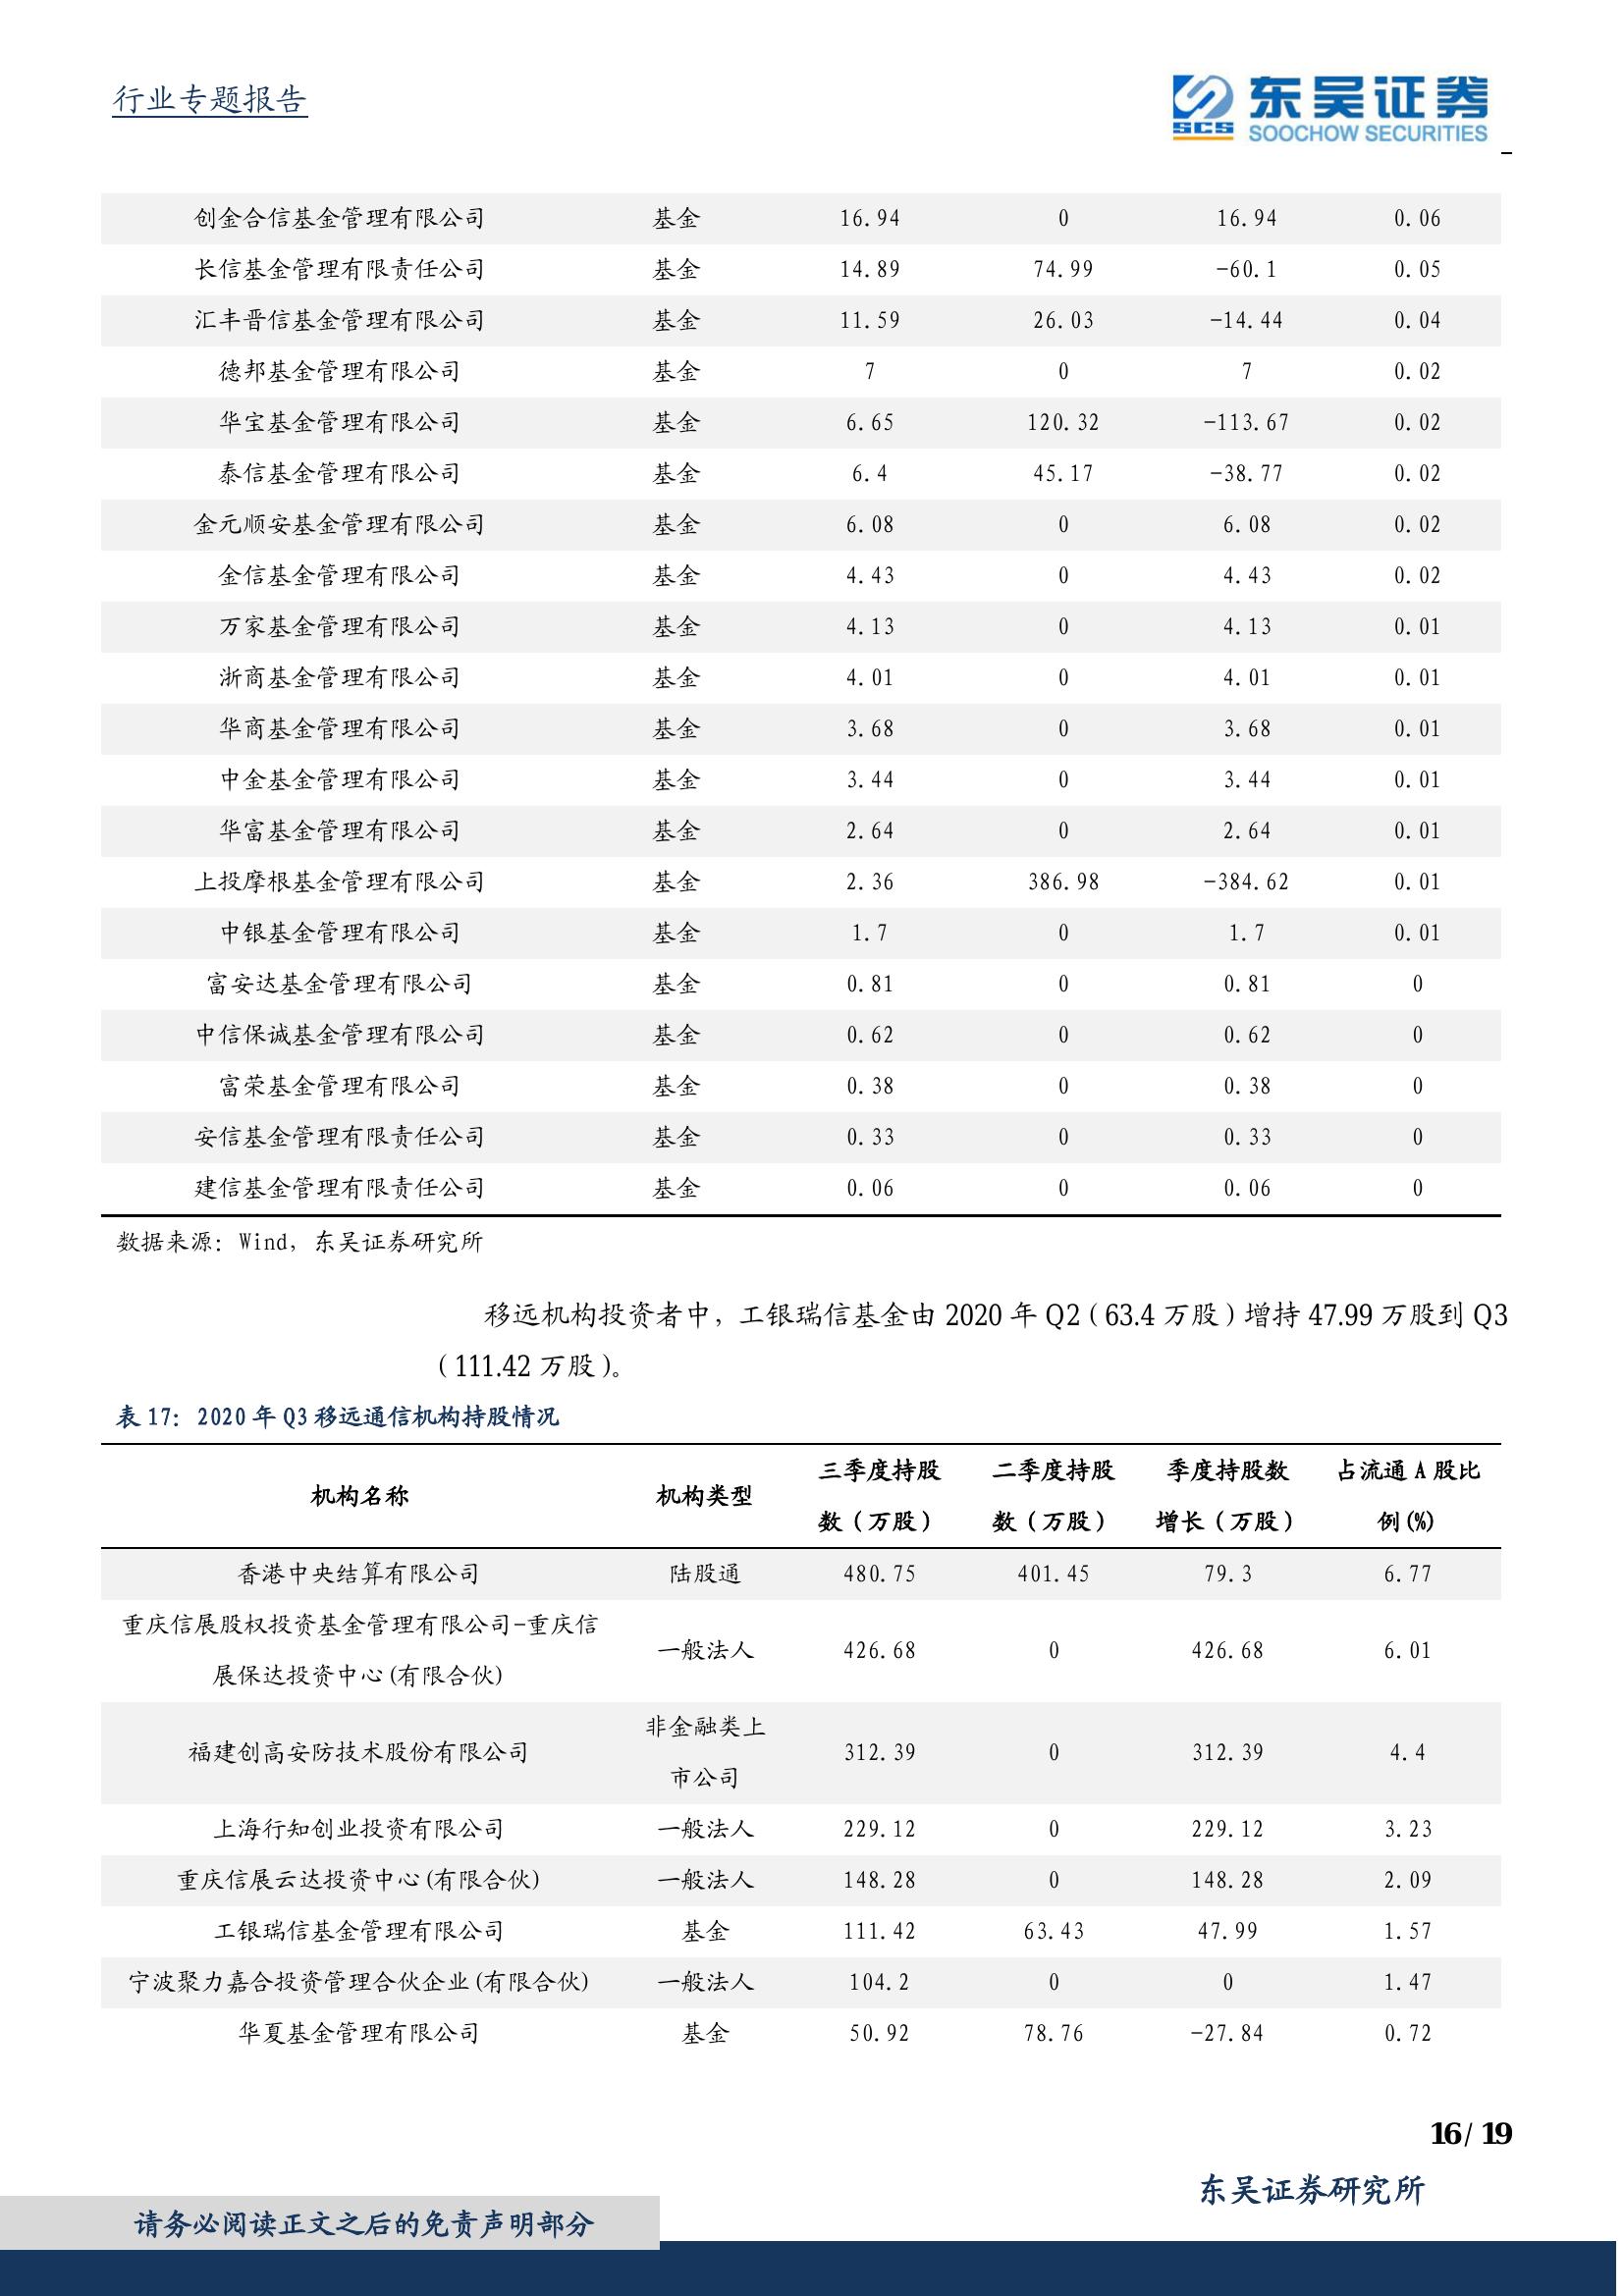 行业专题报告
SCS 东吴证券
SOOCHOW SECURITIES
创金合信基金管理有限公司 基金 16.94 0 16.94 0.06
长信基金管理有限责任公司 基金 14.89 74.99 -60.1 0.05
汇丰晋信基金管理有限公司 基金 11.59 26.03 -14.44 0.04
德邦基金管理有限公司 基金 7 0 7 0.02
华宝基金管理有限公司 基金 6.65 120.32 -113.67 0.02
泰信基金管理有限公司 基金 6.4 45.17 -38.77 0.02
金元顺安基金管理有限公司 基金 6.08 0 6.08 0.02
金信基金管理有限公司 基金 4.43 0 4.43 0.02
万家基金管理有限公司 基金 4.13 0 4.13 0.01
浙商基金管理有限公司 基金 4.01 0 4.01 0.01
华商基金管理有限公司 基金 3.68 0 3.68 0.01
中金基金管理有限公司 基金 3.44 0 3.44 0.01
华富基金管理有限公司 基金 2.64 0 2.64 0.01
上投摩根基金管理有限公司 基金 2.36 386.98 -384.62 0.01
中银基金管理有限公司 基金 1.7 0 1.7 0.01
富安达基金管理有限公司 基金 0.81 0 0.81 0
中信保诚基金管理有限公司 基金 0.62 0 0.62 0
富荣基金管理有限公司 基金 0.38 0 0.38 0
安信基金管理有限责任公司 基金 0.33 0 0.33 0
建信基金管理有限责任公司 基金 0.06 0 0.06 0
数据来源：Wind，东吴证券研究所
移远机构投资者中，工银瑞信基金由 2020 年 Q2（63.4 万股）增持 47.99 万股到 Q3
（111.42 万股）。
表 17：2020 年 Q3 移远通信机构持股情况
机构名称 机构类型 三季度持股 二季度持股 季度持股数 占流通 A 股比
数（万股） 数（万股） 增长（万股） 例(%)
香港中央结算有限公司 陆股通 480.75 401.45 79.3 6.77
重庆信展股权投资基金管理有限公司-重庆信
展保达投资中心(有限合伙) 一般法人 426.68 0 426.68 6.01
福建创高安防技术股份有限公司 非金融类上
市公司 312.39 0 312.39 4.4
上海行知创业投资有限公司 一般法人 229.12 0 229.12 3.23
重庆信展云达投资中心(有限合伙) 一般法人 148.28 0 148.28 2.09
工银瑞信基金管理有限公司 基金 111.42 63.43 47.99 1.57
宁波聚力嘉合投资管理合伙企业(有限合伙) 一般法人 104.2 0 0 1.47
华夏基金管理有限公司 基金 50.92 78.76 -27.84 0.72
16 / 19
东吴证券研究所
请务必阅读正文之后的免责声明部分